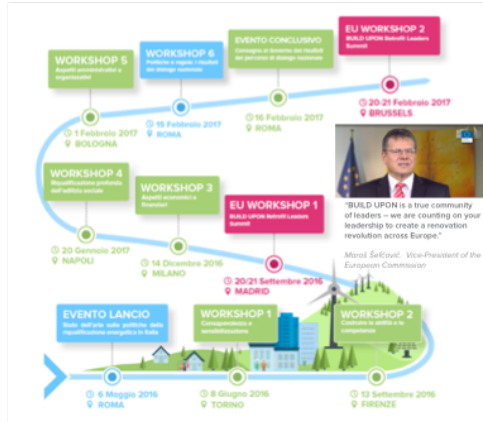 EU WORKSHOP 2
BUILD UPON Retrofit Leaders
Summit
EVENTO CONCLUSIVO
Consegna al Governo dei risultati
del percorso di dialogo nazionale
WORKSHOP 6
Politiche e regole: i risultati
del dialogo nazionale
WORKSHOP 5
Aspetti amministrativi e
organizzativi
20-21 Febbraio 2017
BRUSSELS
16 Febbraio 2017
ROMA
15 Febbraio 2017
ROMA
1 Febbraio 2017
BOLOGNA
"BUILD UPON is a true community
of leaders – we are counting on your
leadership to create a renovation
revolution across Europe."
Maroš Šefčovič. Vice-President of the
European Commission
WORKSHOP 4
Riqualificazione profonda
dell'edilizia sociale
WORKSHOP 3
Aspetti economici e
finanziari
EU WORKSHOP 1
BUILD UPON Retrofit Leaders
Summit
20 Gennaio 2017
NAPOLI
14 Dicembre 2016
MILANO
20/21 Settembre 2016
MADRID
EVENTO LANCIO
Stato dell'arte sulle politiche della
riqualificazione energetica in Italia
WORKSHOP 1
Consapevolezza e
sensibilizzazione
WORKSHOP 2
Costruire le abilità e le
competenze
6 Maggio 2016
ROMA
8 Giugno 2016
TORINO
13 Settembre 2016
FIRENZE